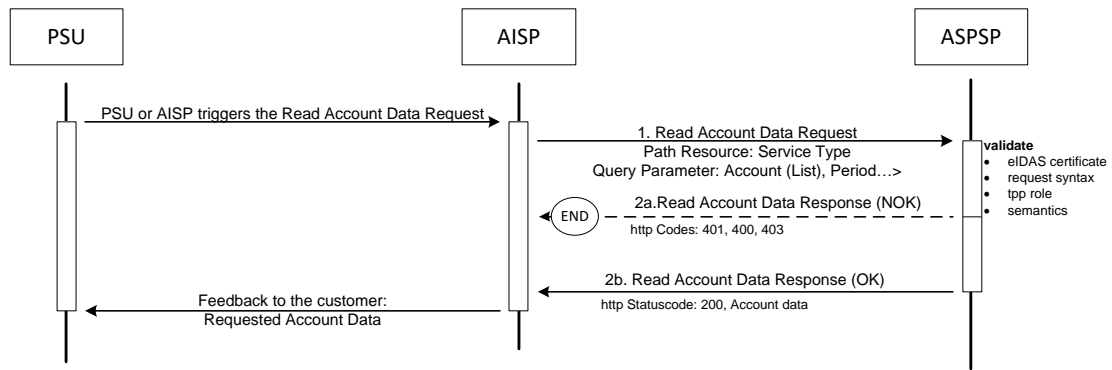 PSU
AISP
ASPSP
PSU or AISP triggers the Read Account Data Request
1. Read Account Data Request
Path Resource: Service Type
Query Parameter: Account (List), Period…>
validate
• eIDAS certificate
• request syntax
• tpp role
• semantics
2a.Read Account Data Response (NOK)
END
http Codes: 401, 400, 403
2b. Read Account Data Response (OK)
http Statuscode: 200, Account data
Feedback to the customer:
Requested Account Data